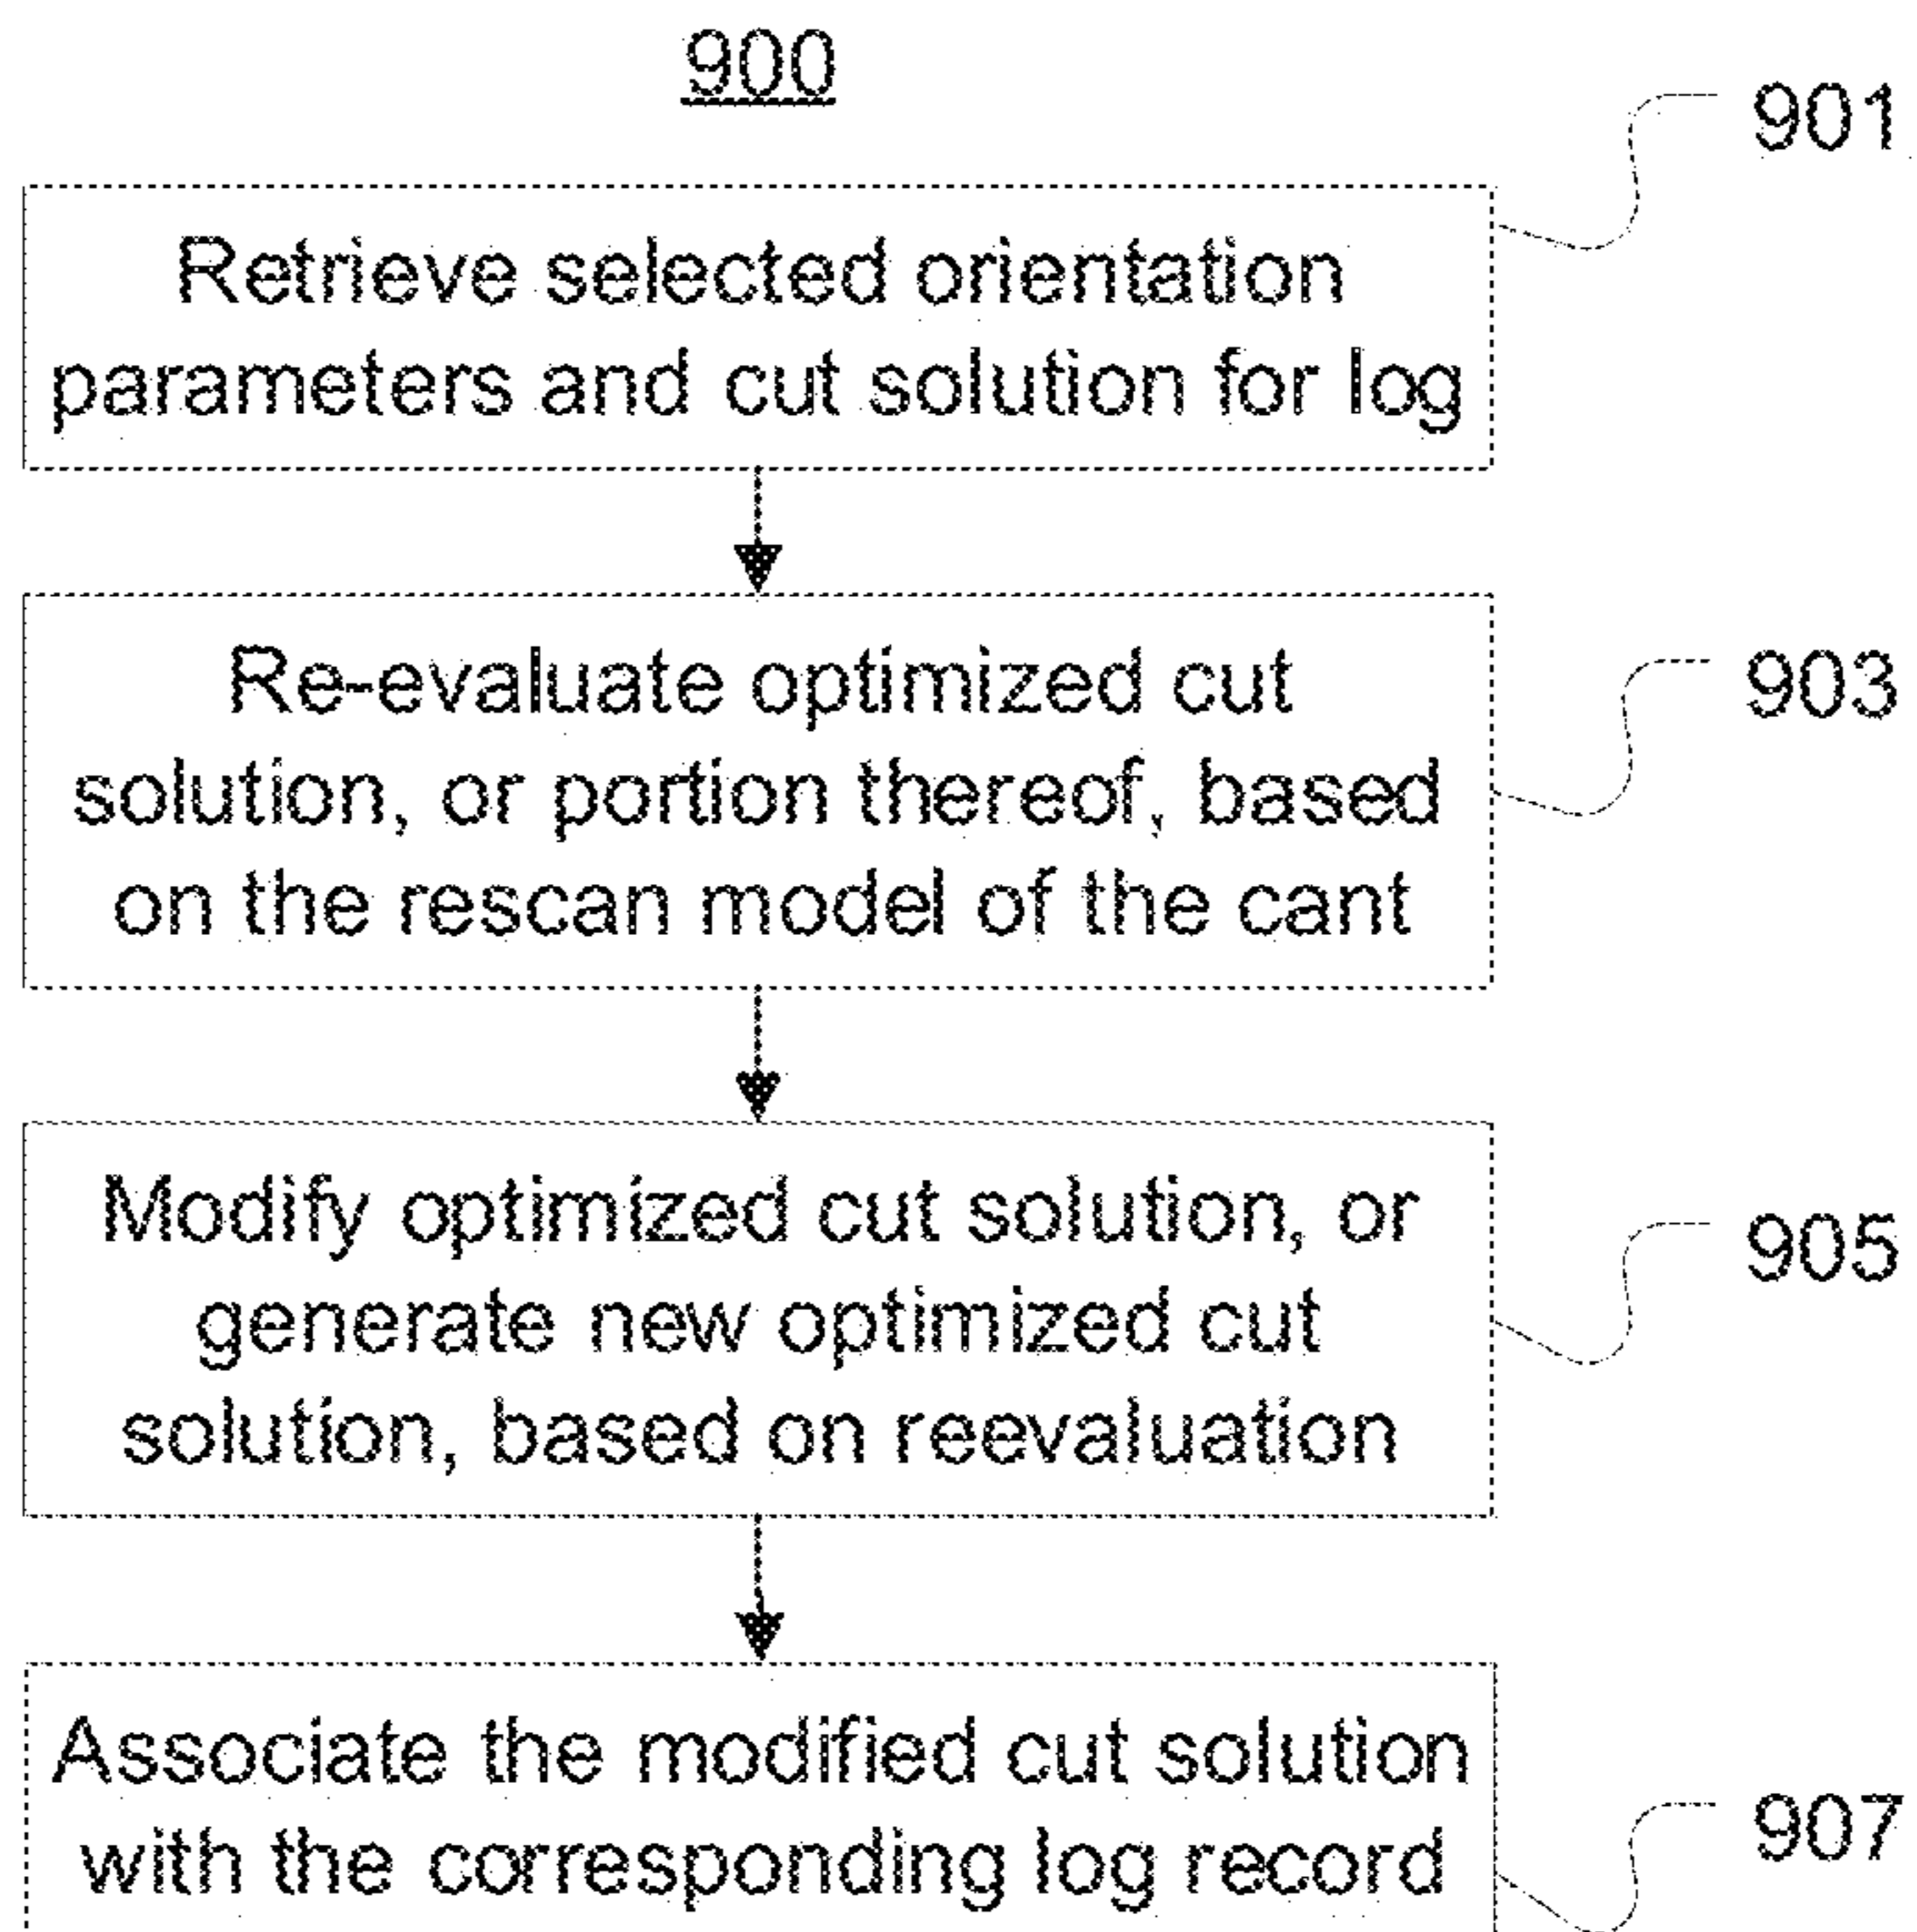 900
901
Retrieve selected orientation
parameters and cut solution for log
Re-evaluate optimized cut
903
solution, or portion thereof, based
on the rescan model of the cant
Modify optimized cut solution, or
905
generate new optimized cut
solution, based on reevaluation
Associate the modified cut solution
907
with the corresponding log record